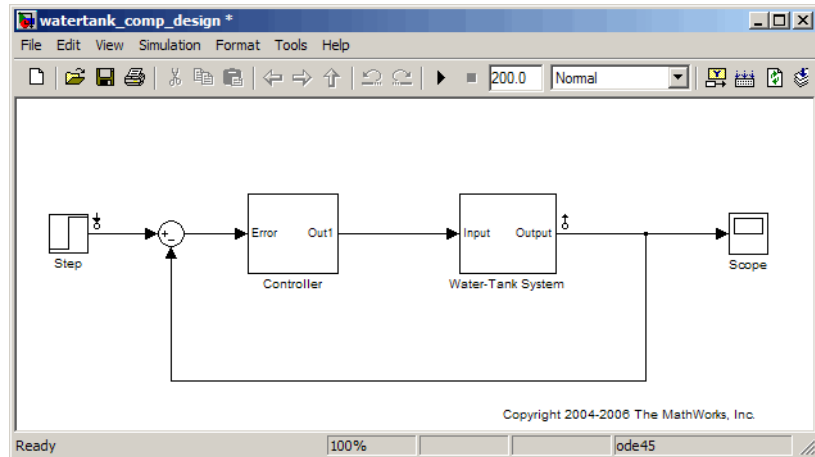 watertank_comp_design *
File Edit View Simulation Format Tools Help
200.0 Normal
Step
+
-
Error Out1
Controller
Input Output
Water-Tank System
Scope
Copyright 2004-2006 The MathWorks, Inc.
Ready 100% ode45